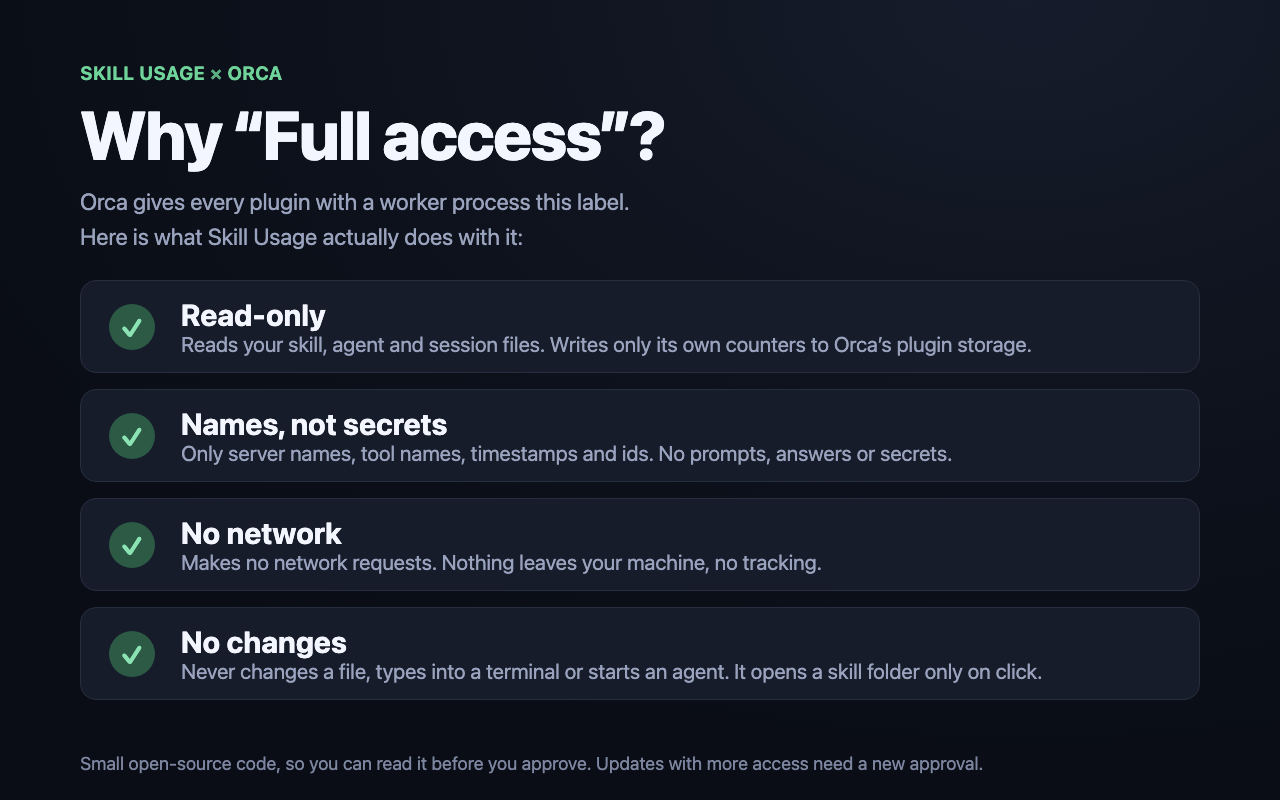 SKILL USAGE × ORCA
Why “Full access”?
Orca gives every plugin with a worker process this label.
Here is what Skill Usage actually does with it:
Read-only
Reads your skill, agent and session files. Writes only its own counters to Orca’s plugin storage.
Names, not secrets
Only server names, tool names, timestamps and ids. No prompts, answers or secrets.
No network
Makes no network requests. Nothing leaves your machine, no tracking.
No changes
Never changes a file, types into a terminal or starts an agent. It opens a skill folder only on click.
Small open-source code, so you can read it before you approve. Updates with more access need a new approval.